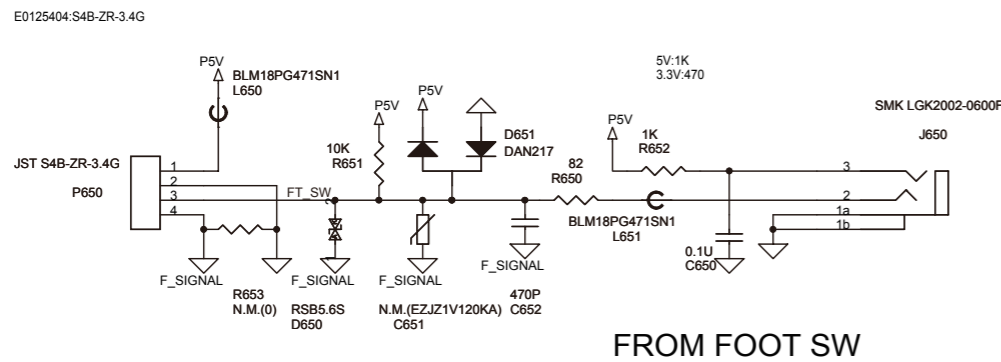 E0125404:S4B-ZR-3.4G
P5V
BLM18PG471SN1
L650
JST S4B-ZR-3.4G
P650
1
2
3
4
FT_SW
10K
R651
P5V
P5V
D651
DAN217
5V:1K
3.3V:470
P5V
1K
R652
82
R650
BLM18PG471SN1
L651
SMK LGK2002-0600F
J650
3
2
1a
1b
0.1U
C650
F_SIGNAL
R653
N.M.(0)
F_SIGNAL
RSB5.6S
D650
F_SIGNAL
N.M.(EZJZ1V120KA)
C651
F_SIGNAL
470P
C652
FROM FOOT SW